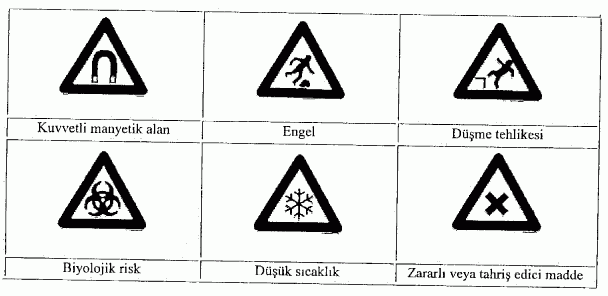 Kuvvetli manyetik alan
Engel
Düşme tehlikesi
Biyolojik risk
Düşük sıcaklık
Zararlı veya tahriş edici madde